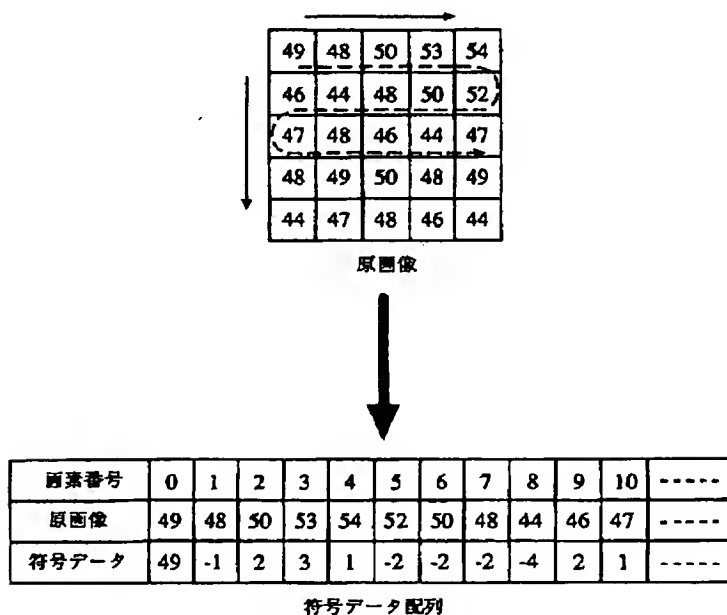 49 48 50 53 54
46 44 48 50 52
47 48 46 44 47
48 49 50 48 49
44 47 48 46 44
原画像
画素番号 0 1 2 3 4 5 6 7 8 9 10 -----
原画像 49 48 50 53 54 52 50 48 44 46 47 -----
符号データ 49 -1 2 3 1 -2 -2 -2 -4 2 1 -----
符号データ配列